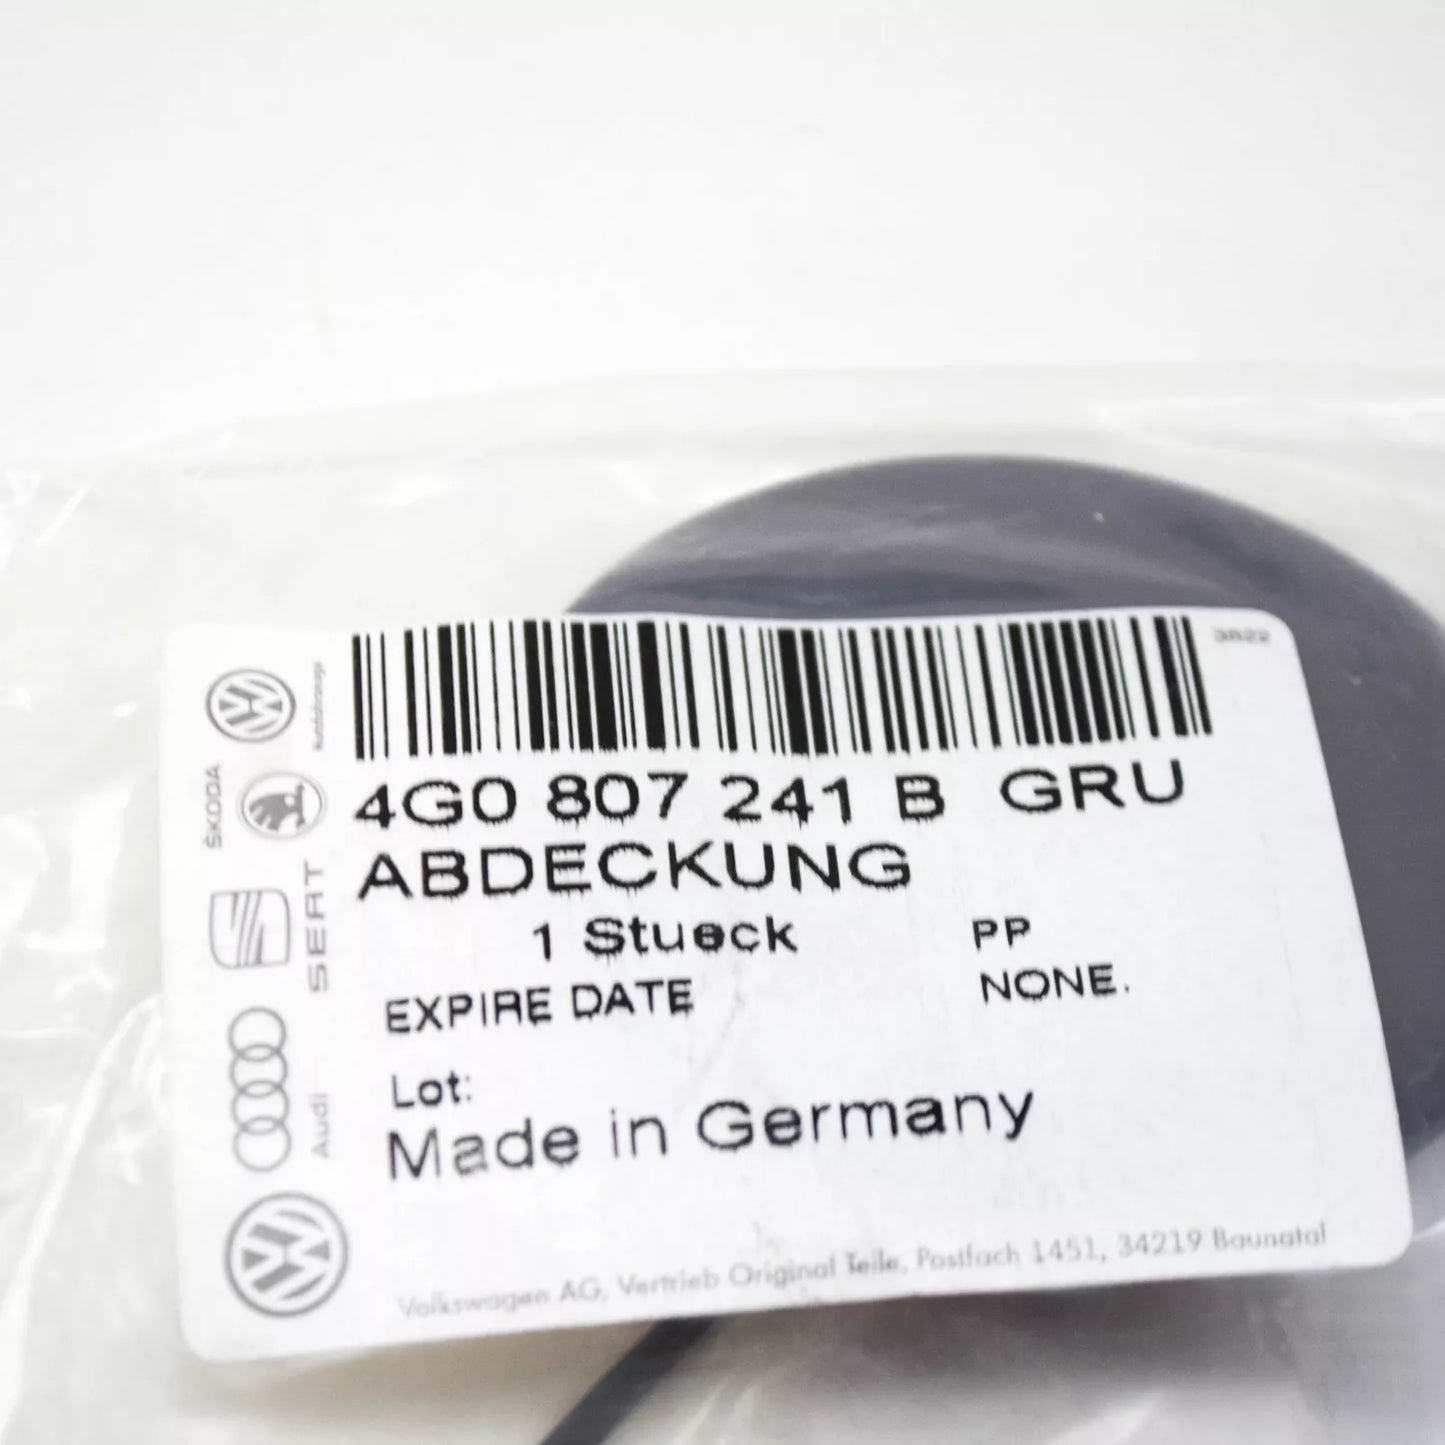 3822
4G0 807 241 B GRU
ABDECKUNG
1 Stueck PP
EXPIRE DATE NONE.
Lot:
Made in Germany
Volkswagen AG, Vertrieb Original Teile, Postfach 1451, 34219 Baunatal
ŠKODA
SEAT
Audi